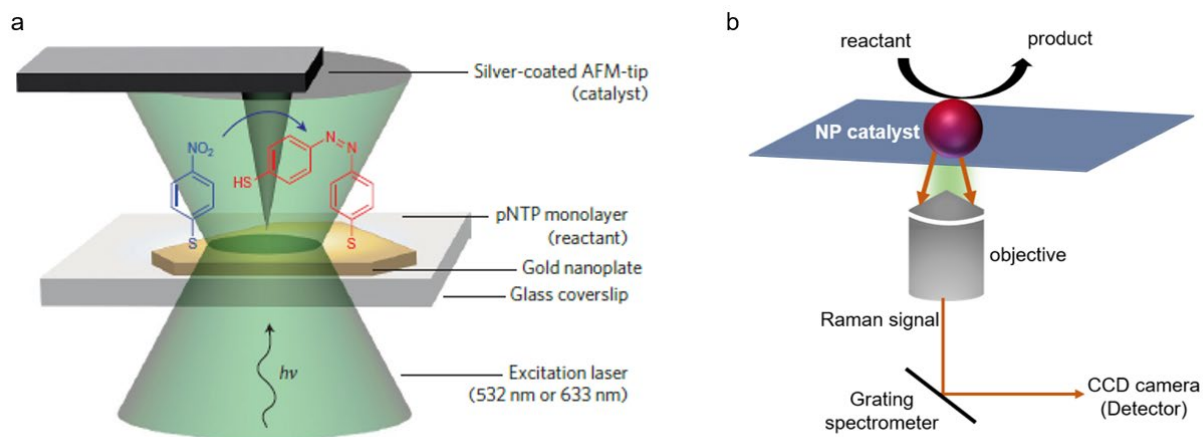 a
Silver-coated AFM-tip
(catalyst)
NO₂
N
N
HS
S
S
pNTP monolayer
(reactant)
Gold nanoplate
Glass coverslip
hν
Excitation laser
(532 nm or 633 nm)
b
reactant
product
NP catalyst
objective
Raman signal
Grating
spectrometer
CCD camera
(Detector)